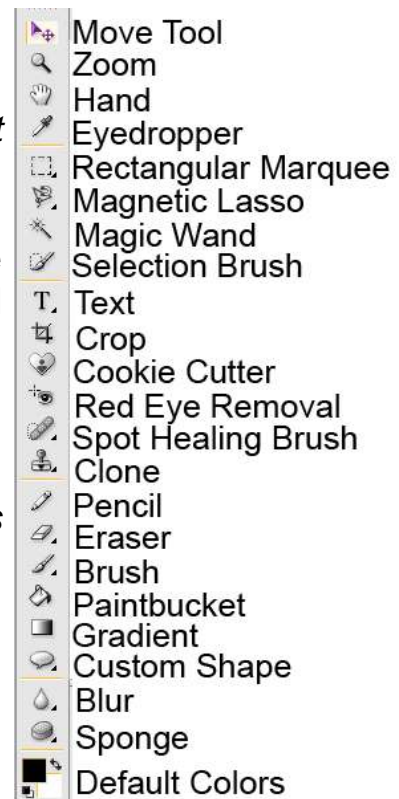 Move Tool
Zoom
Hand
t
Eyedropper
Rectangular Marquee
Magnetic Lasso
Magic Wand
Selection Brush
T
Text
Crop
Cookie Cutter
Red Eye Removal
Spot Healing Brush
Clone
Pencil
s
Eraser
Brush
Paintbucket
Gradient
Custom Shape
Blur
Sponge
Default Colors